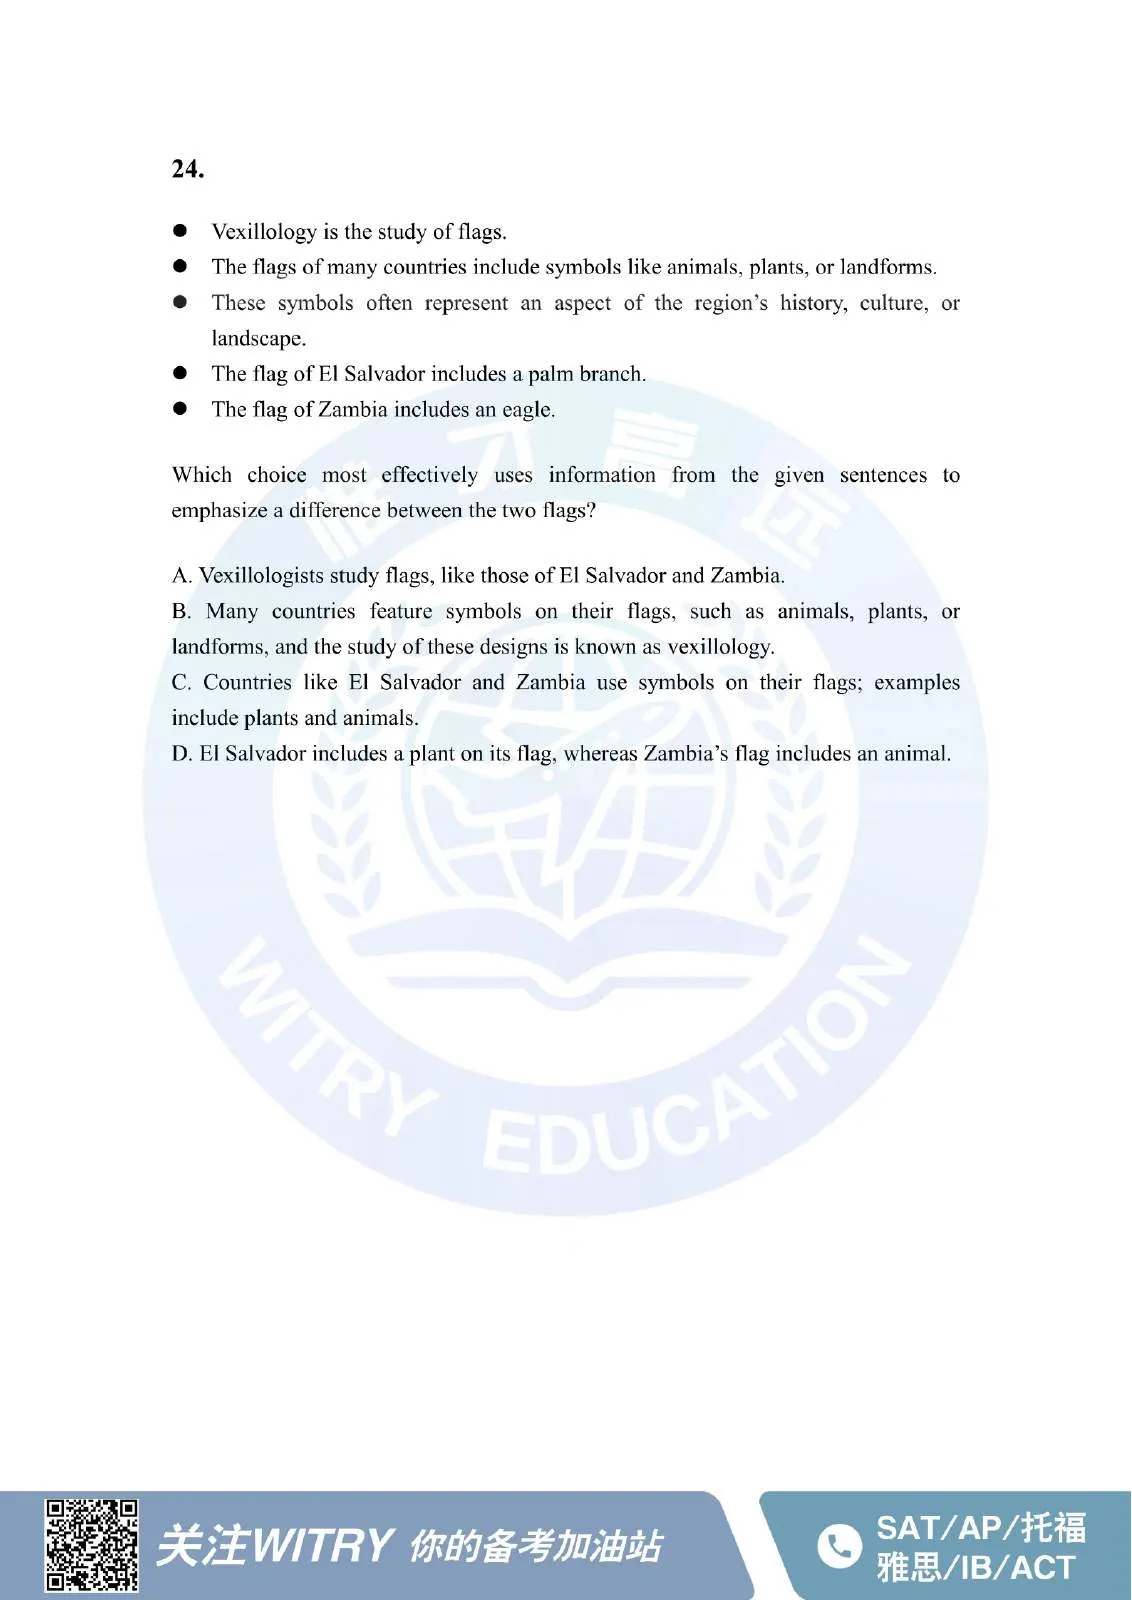 24.
● Vexillology is the study of flags.
● The flags of many countries include symbols like animals, plants, or landforms.
● These symbols often represent an aspect of the region's history, culture, or
landscape.
● The flag of El Salvador includes a palm branch.
● The flag of Zambia includes an eagle.
Which choice most effectively uses information from the given sentences to
emphasize a difference between the two flags?
A. Vexillologists study flags, like those of El Salvador and Zambia.
B. Many countries feature symbols on their flags, such as animals, plants, or
landforms, and the study of these designs is known as vexillology.
C. Countries like El Salvador and Zambia use symbols on their flags; examples
include plants and animals.
D. El Salvador includes a plant on its flag, whereas Zambia's flag includes an animal.
惟才育远
WITRY EDUCATION
关注WITRY 你的备考加油站
SAT/AP/托福
雅思/IB/ACT